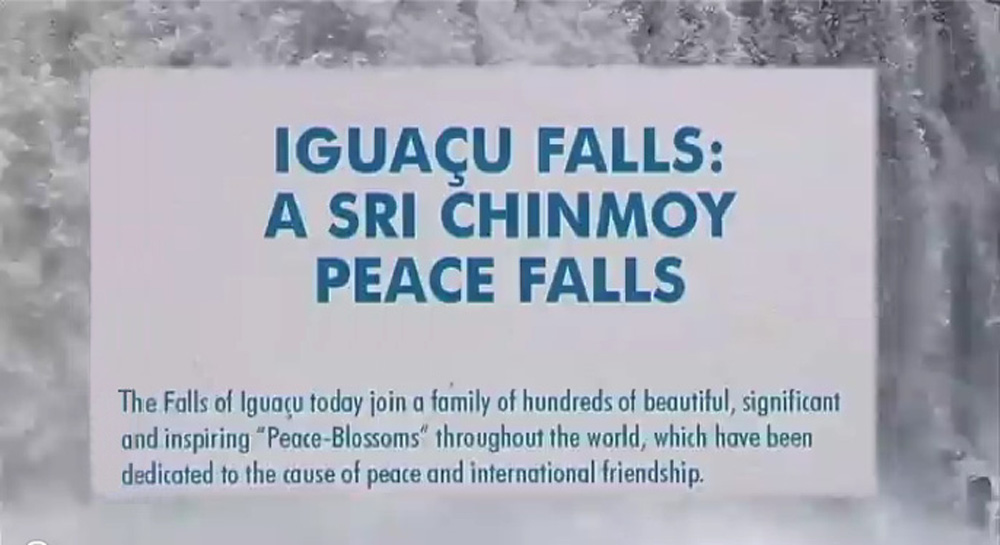 IGUAÇU FALLS:
A SRI CHINMOY
PEACE FALLS
The Falls of Iguaçu today join a family of hundreds of beautiful, significant
and inspiring "Peace-Blossoms" throughout the world, which have been
dedicated to the cause of peace and international friendship.